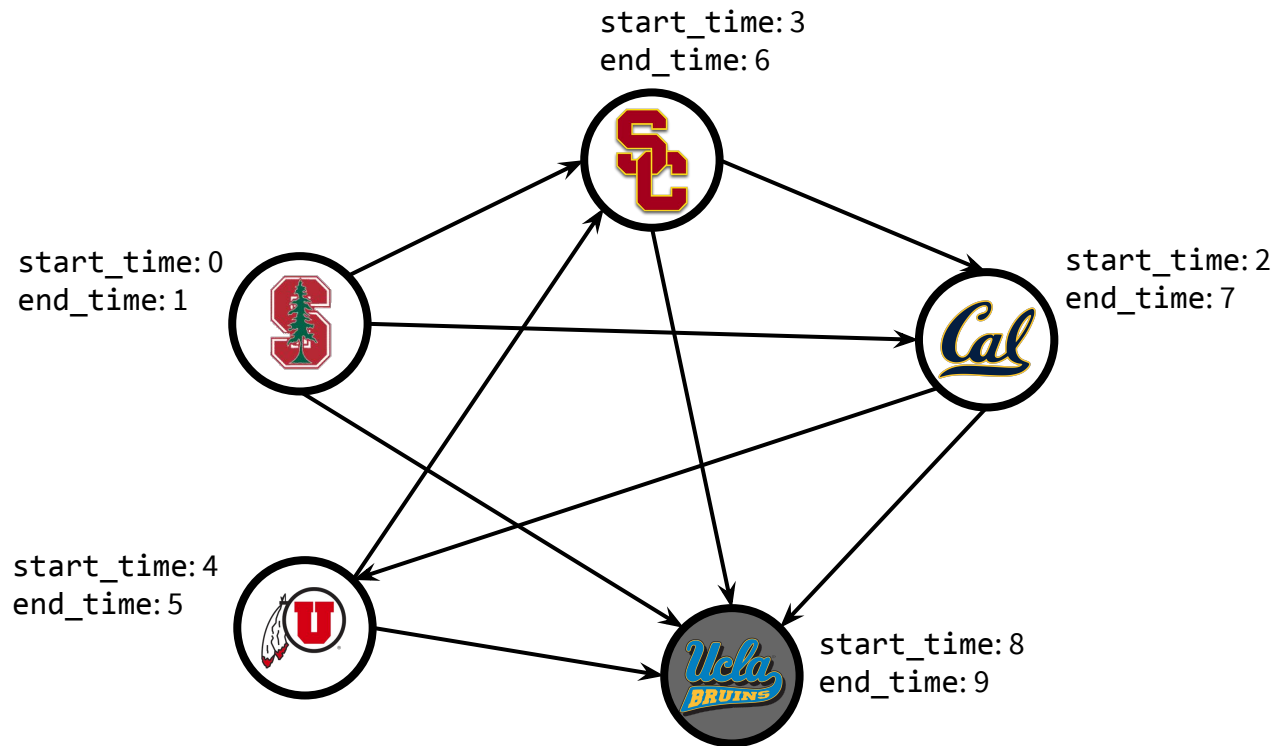 start_time: 3
end_time: 6
SC
start_time: 0
end_time: 1
S
start_time: 2
end_time: 7
Cal
start_time: 4
end_time: 5
U
Ucla
BRUINS
start_time: 8
end_time: 9